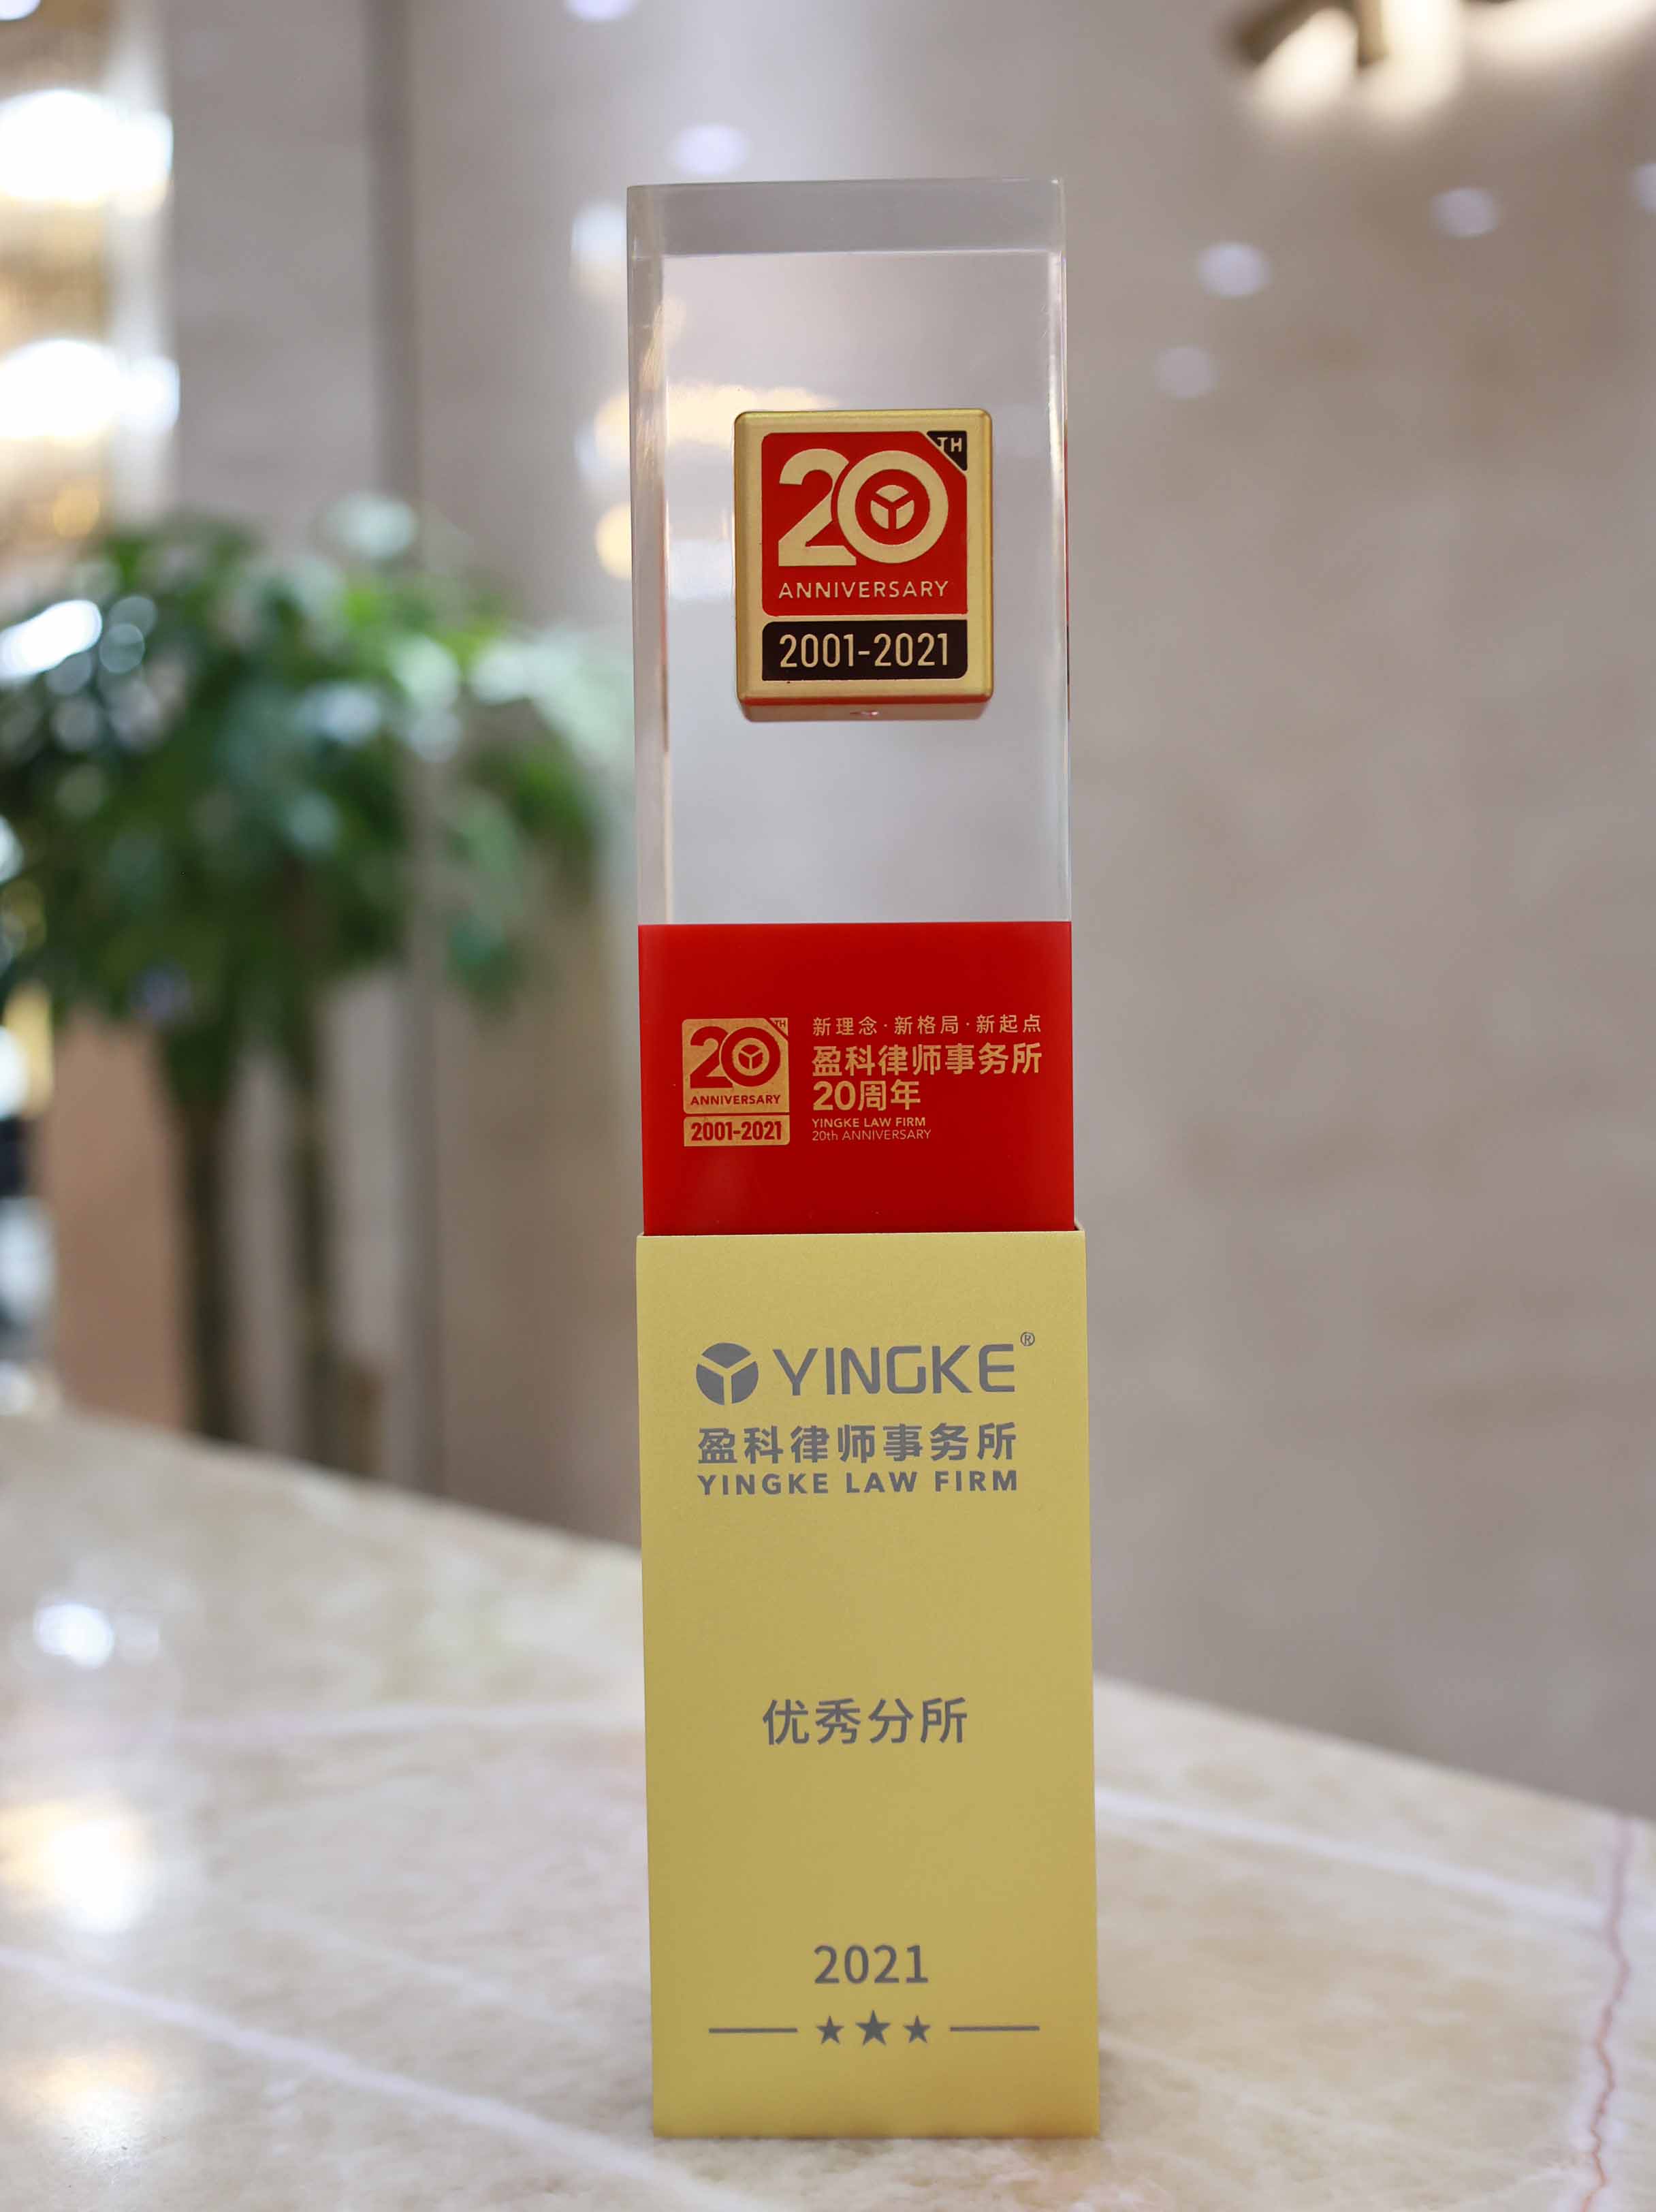 20TH
ANNIVERSARY
2001-2021
20TH
ANNIVERSARY
2001-2021
新理念·新格局·新起点
盈科律师事务所
20周年
YINGKE LAW FIRM
20th ANNIVERSARY
YINGKE®
盈科律师事务所
YINGKE LAW FIRM
优秀分所
2021